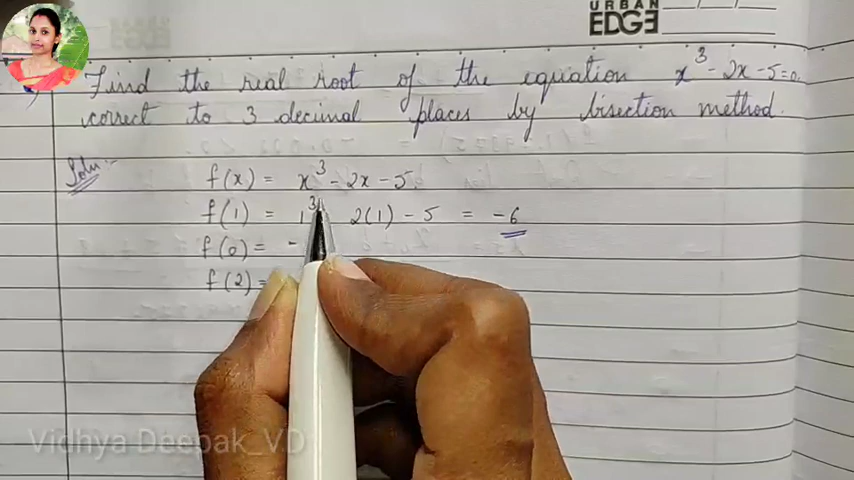 URBAN
EDGE
Find the real root of the equation x³ - 2x - 5 = 0
correct to 3 decimal places by bisection method.
Soln:-
f(x) = x³ - 2x - 5
f(1) = 1³ 2(1) - 5 = -6
f(0) = -
f(2) =
Vidhya Deepak_VD